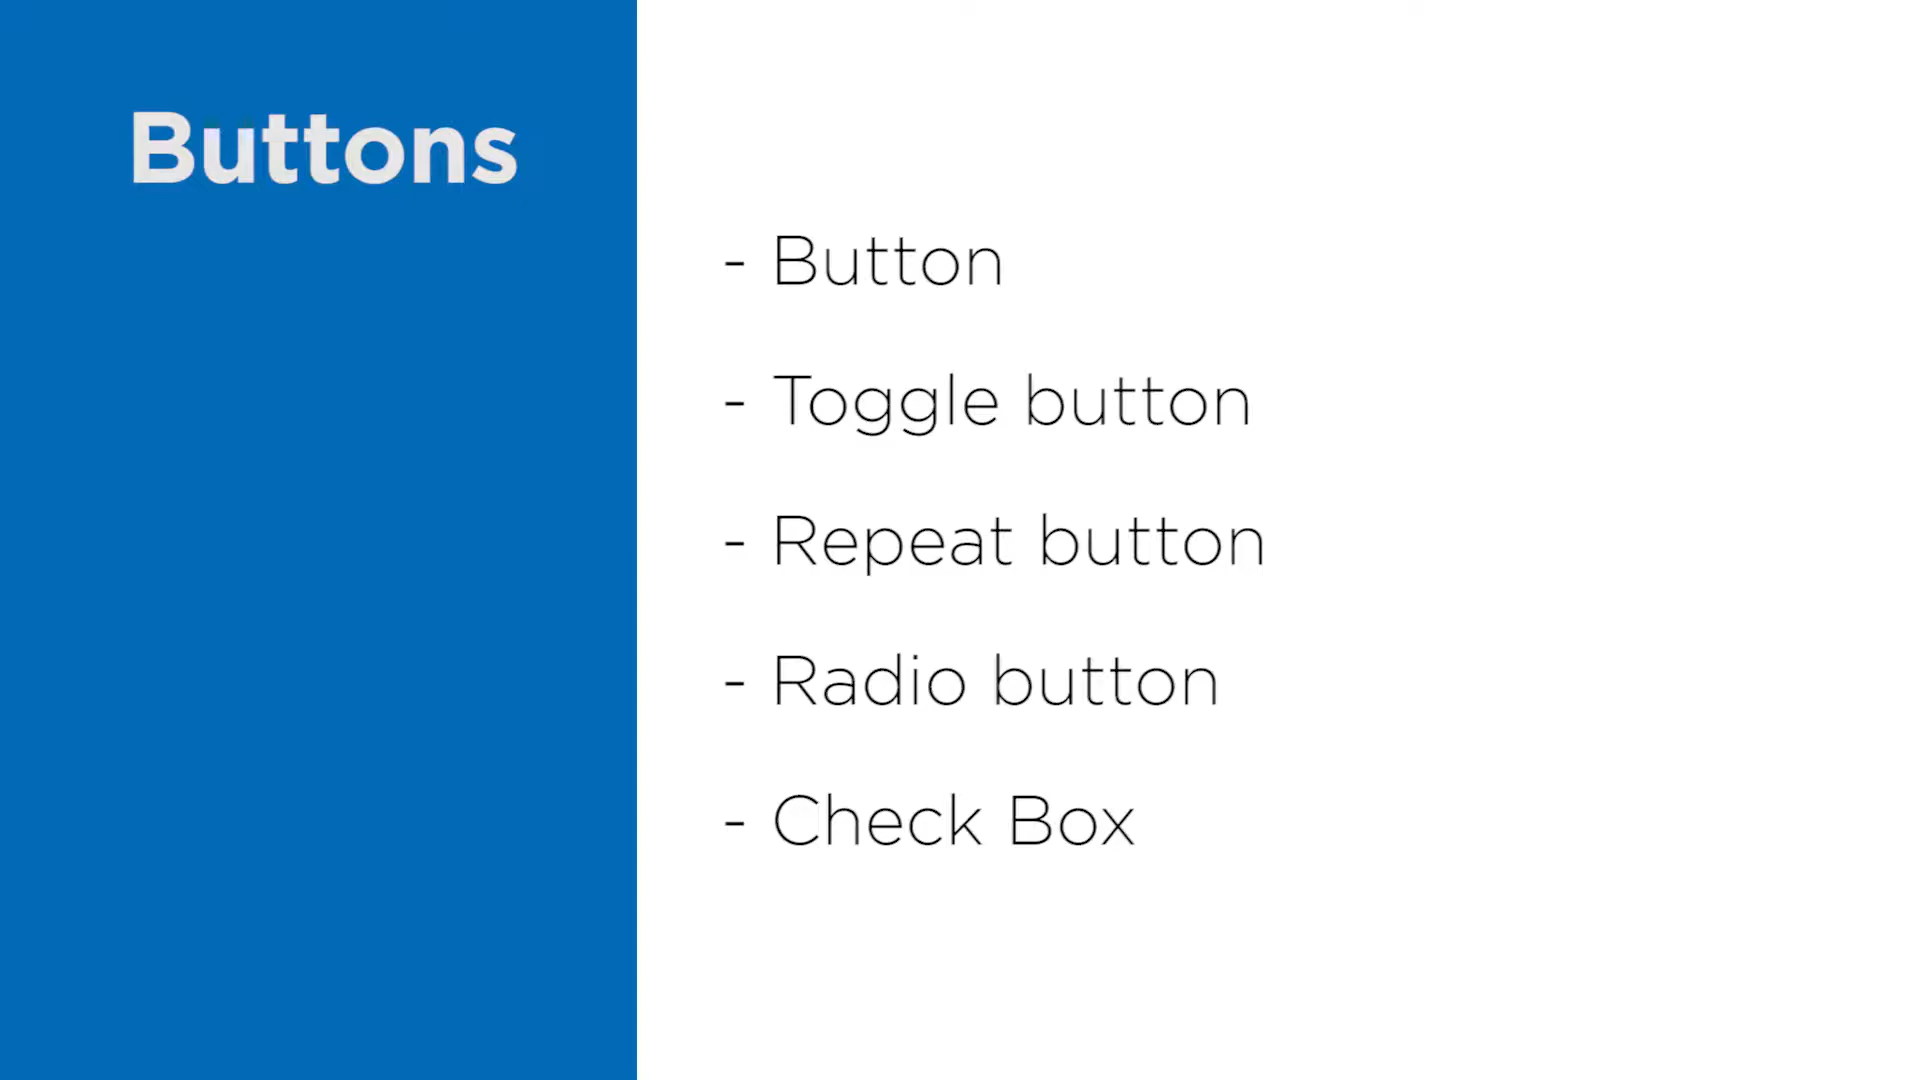 Buttons
- Button
- Toggle button
- Repeat button
- Radio button
- Check Box